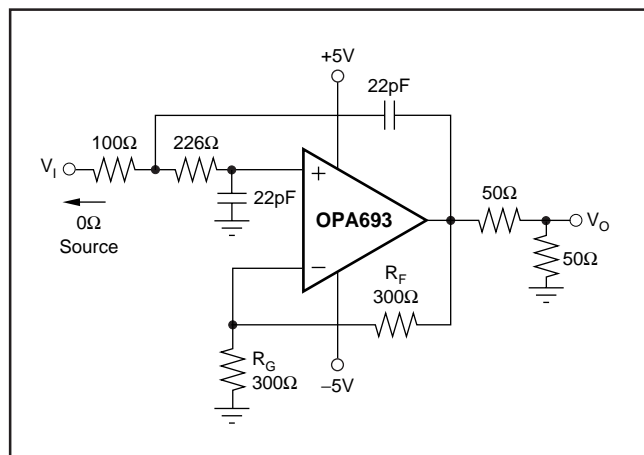 +5V
22pF
100Ω
226Ω
V_I
+
22pF
0Ω
Source
OPA693
50Ω
V_O
50Ω
−
R_F
300Ω
R_G
300Ω
−5V